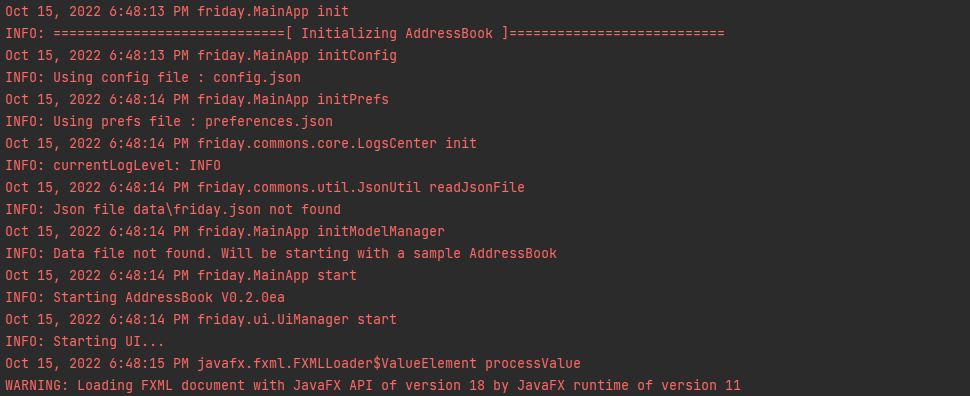 Oct 15, 2022 6:48:13 PM friday.MainApp init
INFO: =============================[ Initializing AddressBook ]===========================
Oct 15, 2022 6:48:13 PM friday.MainApp initConfig
INFO: Using config file : config.json
Oct 15, 2022 6:48:14 PM friday.MainApp initPrefs
INFO: Using prefs file : preferences.json
Oct 15, 2022 6:48:14 PM friday.commons.core.LogsCenter init
INFO: currentLogLevel: INFO
Oct 15, 2022 6:48:14 PM friday.commons.util.JsonUtil readJsonFile
INFO: Json file data\friday.json not found
Oct 15, 2022 6:48:14 PM friday.MainApp initModelManager
INFO: Data file not found. Will be starting with a sample AddressBook
Oct 15, 2022 6:48:14 PM friday.MainApp start
INFO: Starting AddressBook V0.2.0ea
Oct 15, 2022 6:48:14 PM friday.ui.UiManager start
INFO: Starting UI...
Oct 15, 2022 6:48:15 PM javafx.fxml.FXMLLoader$ValueElement processValue
WARNING: Loading FXML document with JavaFX API of version 18 by JavaFX runtime of version 11